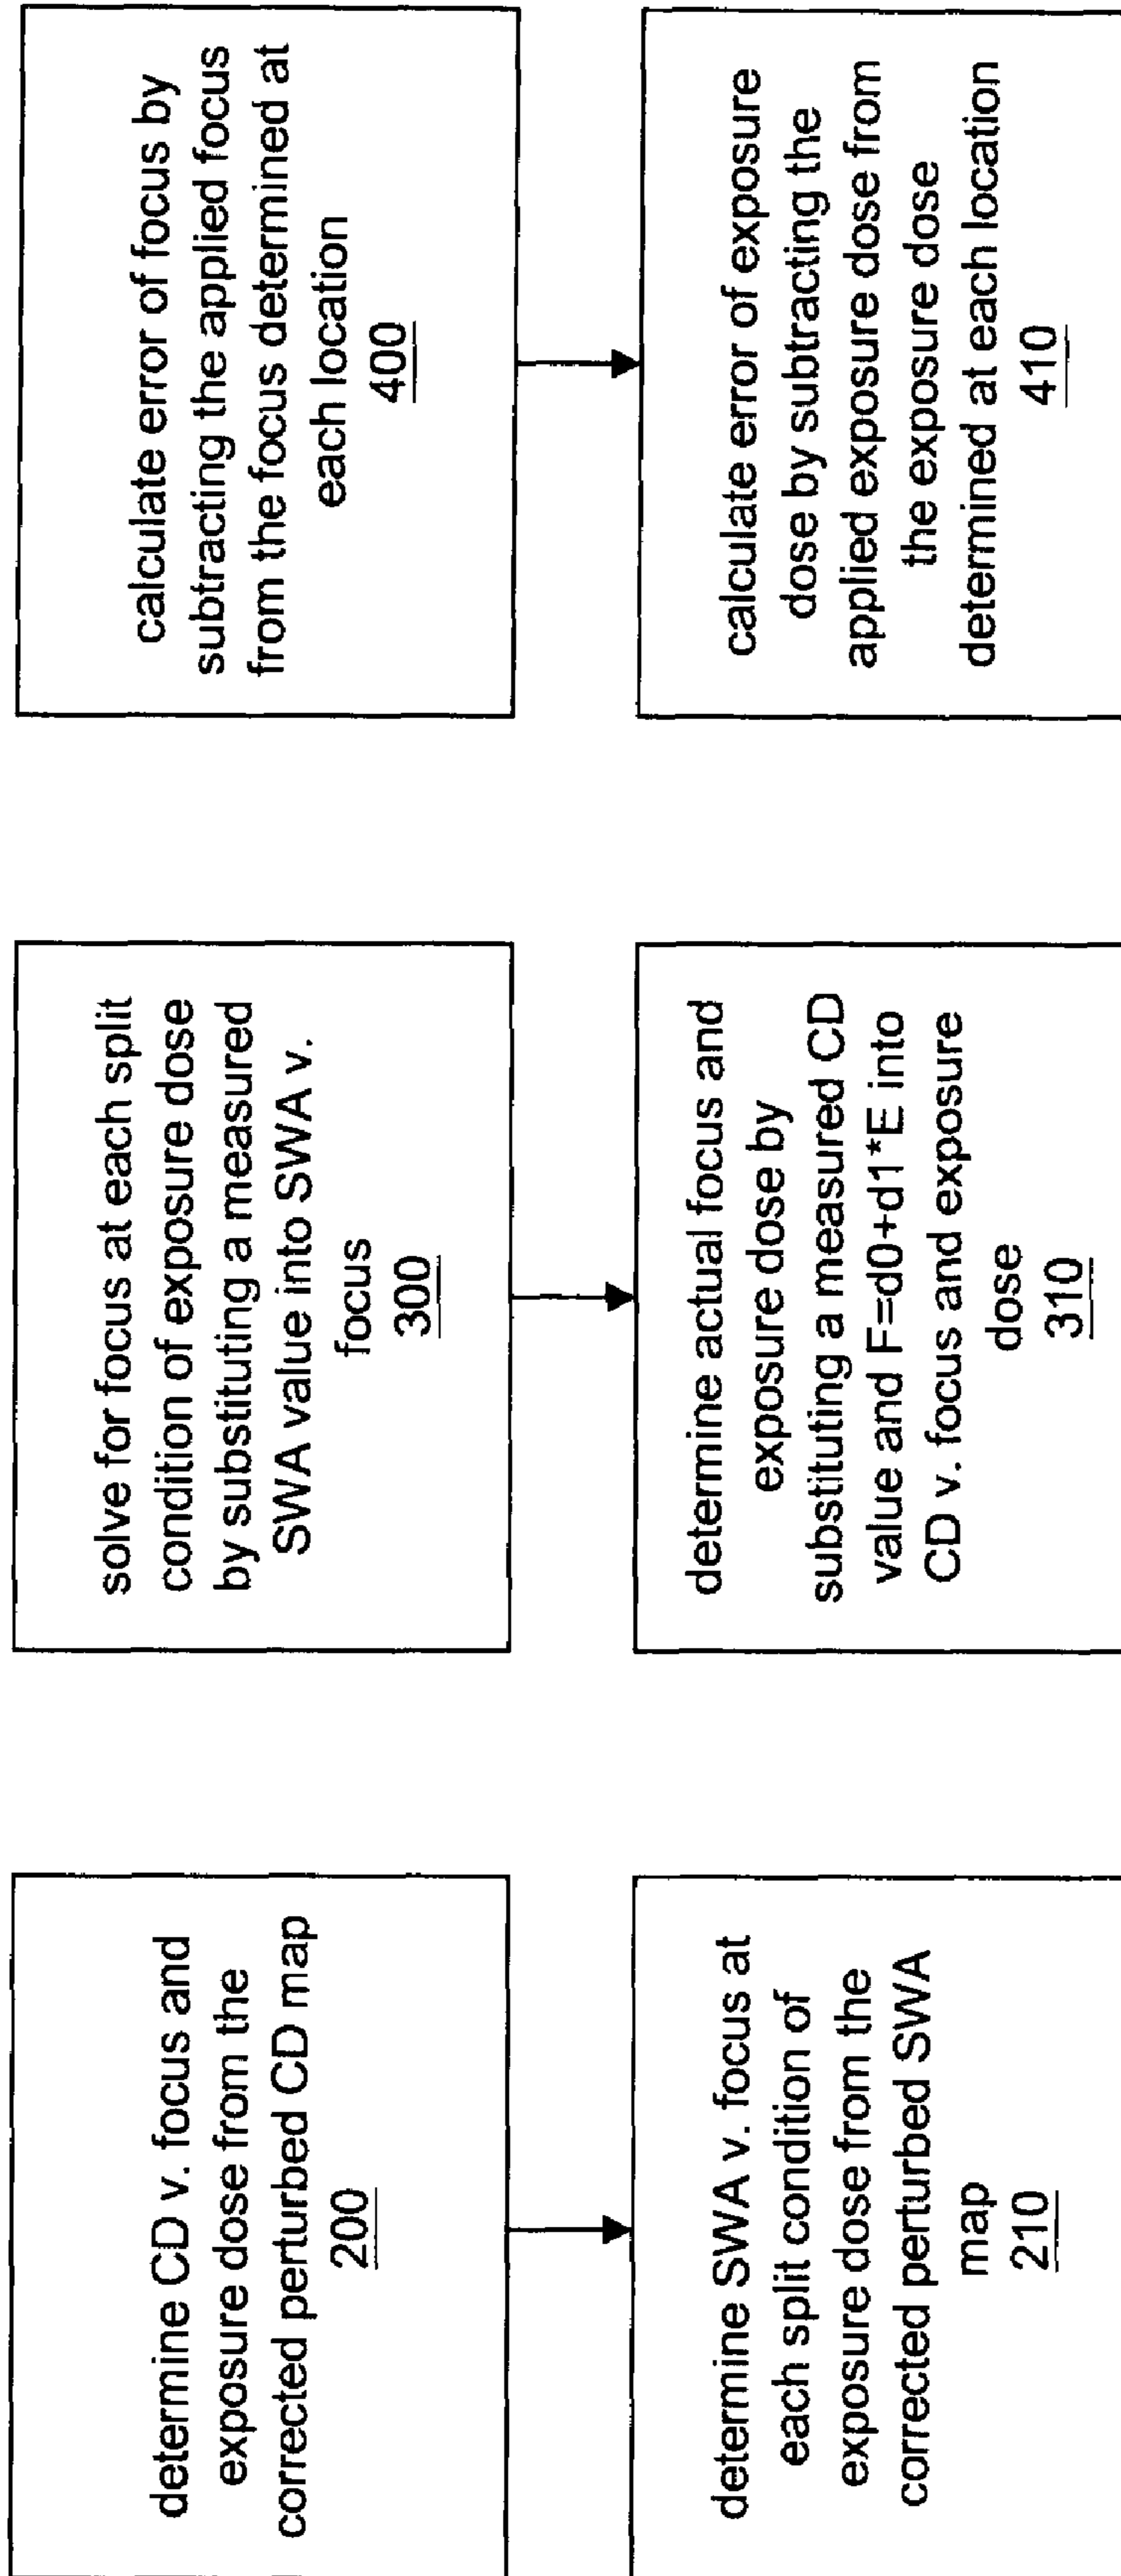 determine CD v. focus and
exposure dose from the
corrected perturbed CD map
200
determine SWA v. focus at
each split condition of
exposure dose from the
corrected perturbed SWA
map
210
solve for focus at each split
condition of exposure dose
by substituting a measured
SWA value into SWA v.
focus
300
determine actual focus and
exposure dose by
substituting a measured CD
value and F=d0+d1*E into
CD v. focus and exposure
dose
310
calculate error of focus by
subtracting the applied focus
from the focus determined at
each location
400
calculate error of exposure
dose by subtracting the
applied exposure dose from
the exposure dose
determined at each location
410